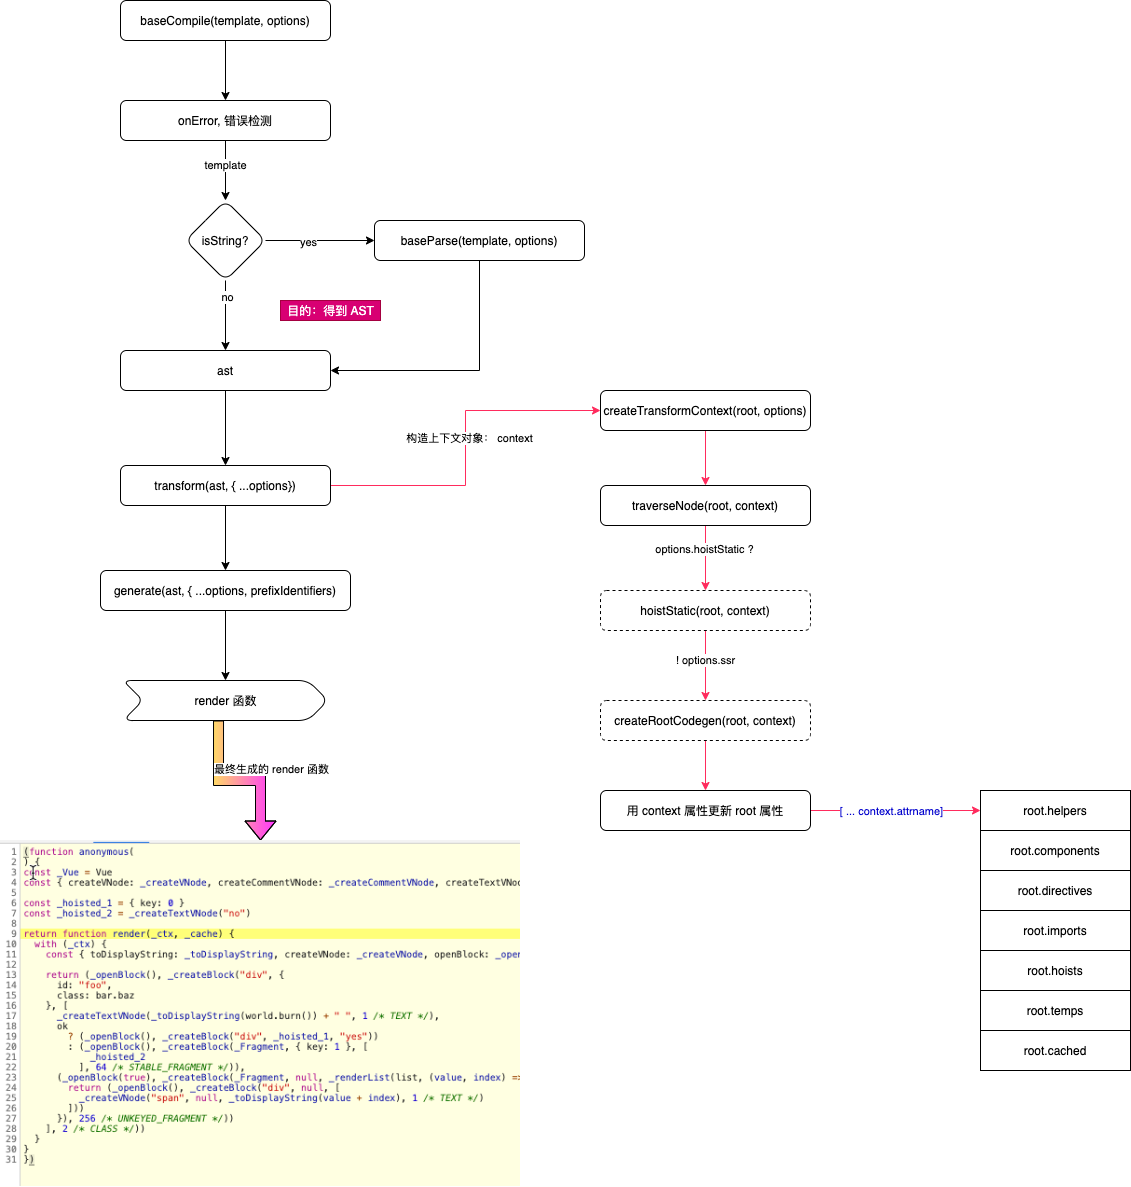 baseCompile(template, options)
onError, 错误检测
template
isString?
yes
baseParse(template, options)
no
目的：得到 AST
ast
createTransformContext(root, options)
构造上下文对象： context
transform(ast, { ...options})
traverseNode(root, context)
options.hoistStatic ?
generate(ast, { ...options, prefixIdentifiers)
hoistStatic(root, context)
! options.ssr
render 函数
createRootCodegen(root, context)
最终生成的 render 函数
用 context 属性更新 root 属性
[ ... context.attrname]
root.helpers
root.components
root.directives
root.imports
root.hoists
root.temps
root.cached
1 (function anonymous(
2 ) {
3 const _Vue = Vue
4 const { createVNode: _createVNode, createCommentVNode: _createCommentVNode, createTextVNo
5
6 const _hoisted_1 = { key: 0 }
7 const _hoisted_2 = _createTextVNode("no")
8
9 return function render(_ctx, _cache) {
10 with (_ctx) {
11 const { toDisplayString: _toDisplayString, createVNode: _createVNode, openBlock: _ope
12
13 return (_openBlock(), _createBlock("div", {
14 id: "foo",
15 class: bar.baz
16 }, [
17 _createTextVNode(_toDisplayString(world.burn()) + " ", 1 /* TEXT */),
18 ok
19 ? (_openBlock(), _createBlock("div", _hoisted_1, "yes"))
20 : (_openBlock(), _createBlock(_Fragment, { key: 1 }, [
21 _hoisted_2
22 ], 64 /* STABLE_FRAGMENT */)),
23 (_openBlock(true), _createBlock(_Fragment, null, _renderList(list, (value, index) =>
24 return (_openBlock(), _createBlock("div", null, [
25 _createVNode("span", null, _toDisplayString(value + index), 1 /* TEXT */)
26 ]))
27 }), 256 /* UNKEYED_FRAGMENT */))
28 ], 2 /* CLASS */))
29 }
30 }
31 })